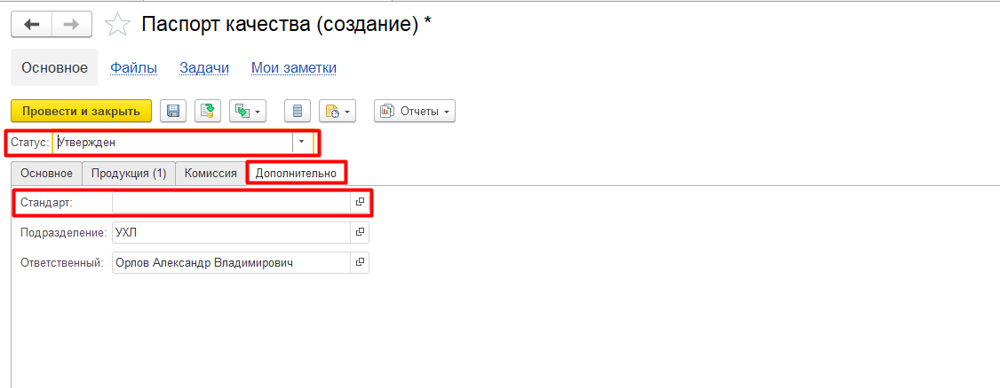 Паспорт качества (создание) *
Основное Файлы Задачи Мои заметки
Провести и закрыть Отчеты
Статус: Утвержден
Основное Продукция (1) Комиссия Дополнительно
Стандарт:
Подразделение: УХЛ
Ответственный: Орлов Александр Владимирович